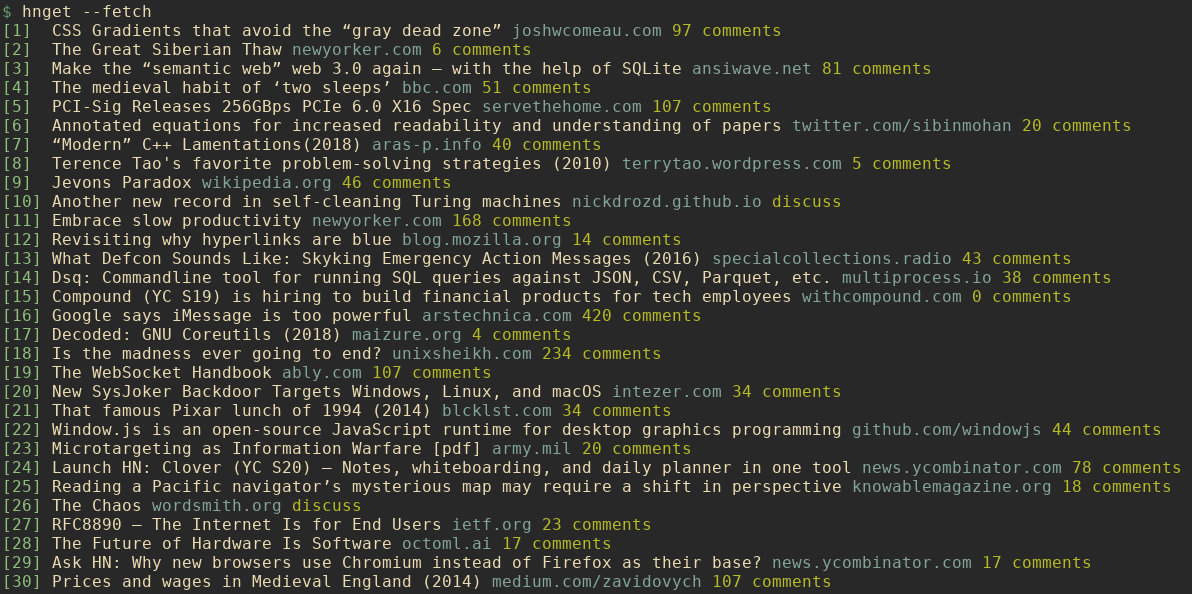 $ hnget --fetch
[1]  CSS Gradients that avoid the “gray dead zone” joshwcomeau.com 97 comments
[2]  The Great Siberian Thaw newyorker.com 6 comments
[3]  Make the “semantic web” web 3.0 again – with the help of SQLite ansiwave.net 81 comments
[4]  The medieval habit of ‘two sleeps’ bbc.com 51 comments
[5]  PCI-Sig Releases 256GBps PCIe 6.0 X16 Spec servethehome.com 107 comments
[6]  Annotated equations for increased readability and understanding of papers twitter.com/sibinmohan 20 comments
[7]  “Modern” C++ Lamentations(2018) aras-p.info 40 comments
[8]  Terence Tao's favorite problem-solving strategies (2010) terrytao.wordpress.com 5 comments
[9]  Jevons Paradox wikipedia.org 46 comments
[10] Another new record in self-cleaning Turing machines nickdrozd.github.io discuss
[11] Embrace slow productivity newyorker.com 168 comments
[12] Revisiting why hyperlinks are blue blog.mozilla.org 14 comments
[13] What Defcon Sounds Like: Skyking Emergency Action Messages (2016) specialcollections.radio 43 comments
[14] Dsq: Commandline tool for running SQL queries against JSON, CSV, Parquet, etc. multiprocess.io 38 comments
[15] Compound (YC S19) is hiring to build financial products for tech employees withcompound.com 0 comments
[16] Google says iMessage is too powerful arstechnica.com 420 comments
[17] Decoded: GNU Coreutils (2018) maizure.org 4 comments
[18] Is the madness ever going to end? unixsheikh.com 234 comments
[19] The WebSocket Handbook ably.com 107 comments
[20] New SysJoker Backdoor Targets Windows, Linux, and macOS intezer.com 34 comments
[21] That famous Pixar lunch of 1994 (2014) blcklst.com 34 comments
[22] Window.js is an open-source JavaScript runtime for desktop graphics programming github.com/windowjs 44 comments
[23] Microtargeting as Information Warfare [pdf] army.mil 20 comments
[24] Launch HN: Clover (YC S20) – Notes, whiteboarding, and daily planner in one tool news.ycombinator.com 78 comments
[25] Reading a Pacific navigator’s mysterious map may require a shift in perspective knowablemagazine.org 18 comments
[26] The Chaos wordsmith.org discuss
[27] RFC8890 – The Internet Is for End Users ietf.org 23 comments
[28] The Future of Hardware Is Software octoml.ai 17 comments
[29] Ask HN: Why new browsers use Chromium instead of Firefox as their base? news.ycombinator.com 17 comments
[30] Prices and wages in Medieval England (2014) medium.com/zavidovych 107 comments